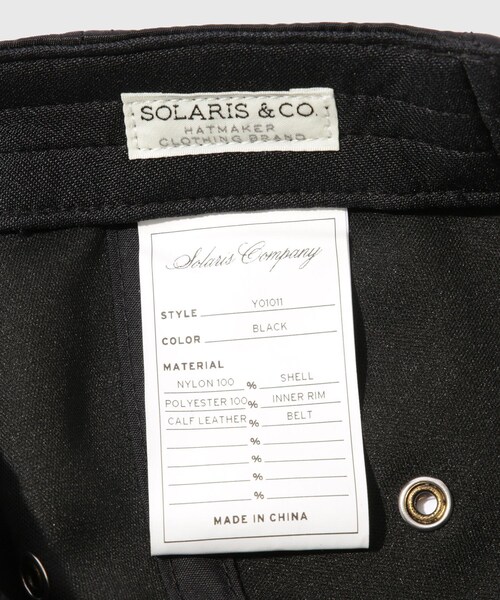 SOLARIS & CO.
HATMAKER
CLOTHING BRAND
Solaris Company
STYLE Y01011
COLOR BLACK
MATERIAL
NYLON 100 % SHELL
POLYESTER 100 % INNER RIM
CALF LEATHER % BELT
%
%
%
%
MADE IN CHINA